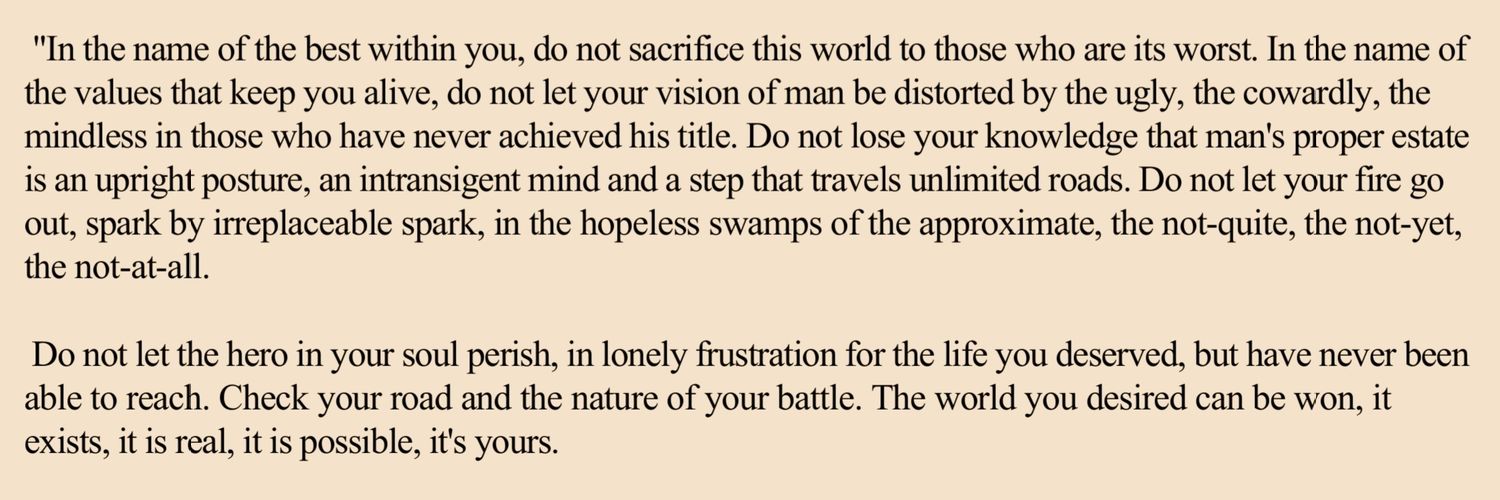 "In the name of the best within you, do not sacrifice this world to those who are its worst. In the name of
the values that keep you alive, do not let your vision of man be distorted by the ugly, the cowardly, the
mindless in those who have never achieved his title. Do not lose your knowledge that man's proper estate
is an upright posture, an intransigent mind and a step that travels unlimited roads. Do not let your fire go
out, spark by irreplaceable spark, in the hopeless swamps of the approximate, the not-quite, the not-yet,
the not-at-all.
Do not let the hero in your soul perish, in lonely frustration for the life you deserved, but have never been
able to reach. Check your road and the nature of your battle. The world you desired can be won, it
exists, it is real, it is possible, it's yours.